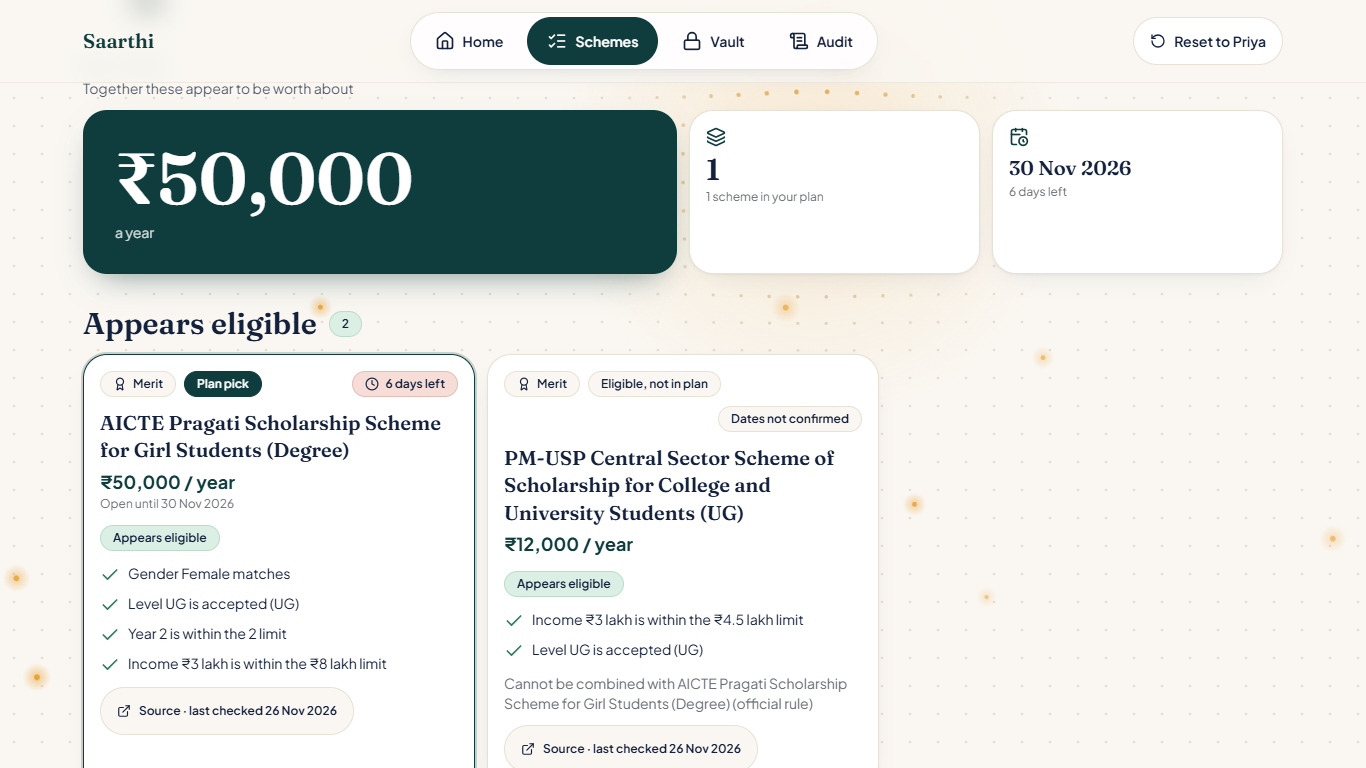 Saarthi
Home
Schemes
Vault
Audit
Reset to Priya
Together these appear to be worth about
₹50,000
a year
1
1 scheme in your plan
30 Nov 2026
6 days left
Appears eligible
2
Merit
Plan pick
6 days left
AICTE Pragati Scholarship Scheme
for Girl Students (Degree)
₹50,000 / year
Open until 30 Nov 2026
Appears eligible
Gender Female matches
Level UG is accepted (UG)
Year 2 is within the 2 limit
Income ₹3 lakh is within the ₹8 lakh limit
Source · last checked 26 Nov 2026
Merit
Eligible, not in plan
Dates not confirmed
PM-USP Central Sector Scheme of
Scholarship for College and
University Students (UG)
₹12,000 / year
Appears eligible
Income ₹3 lakh is within the ₹4.5 lakh limit
Level UG is accepted (UG)
Cannot be combined with AICTE Pragati Scholarship
Scheme for Girl Students (Degree) (official rule)
Source · last checked 26 Nov 2026